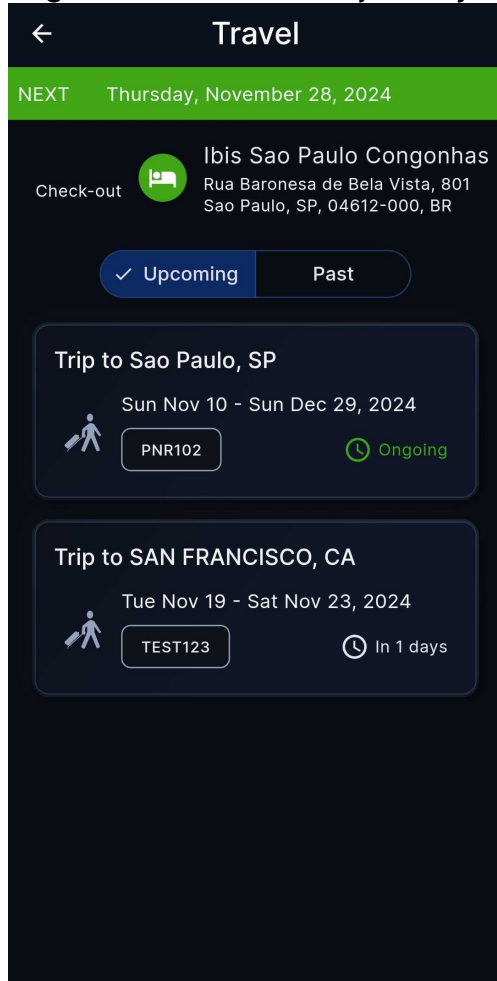 Travel
NEXT Thursday, November 28, 2024
Ibis Sao Paulo Congonhas
Check-out
Rua Baronesa de Bela Vista, 801
Sao Paulo, SP, 04612-000, BR
Upcoming Past
Trip to Sao Paulo, SP
Sun Nov 10 - Sun Dec 29, 2024
PNR102 Ongoing
Trip to SAN FRANCISCO, CA
Tue Nov 19 - Sat Nov 23, 2024
TEST123 In 1 days